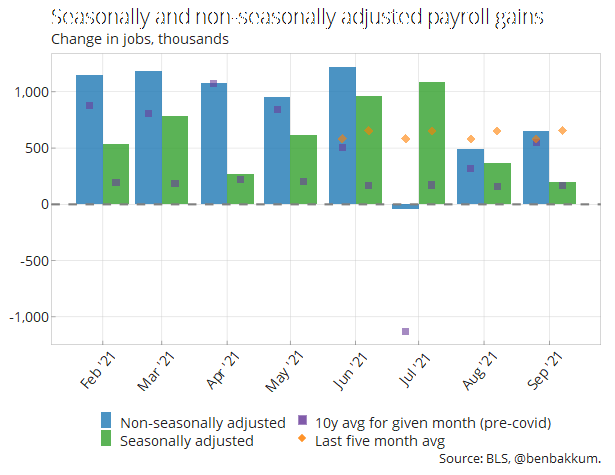 Seasonally and non-seasonally adjusted payroll gains
Change in jobs, thousands
1,000
500
0
-500
-1,000
Feb '21
Mar '21
Apr '21
May '21
Jun '21
Jul '21
Aug '21
Sep '21
Non-seasonally adjusted
10y avg for given month (pre-covid)
Seasonally adjusted
Last five month avg
Source: BLS, @benbakkum.